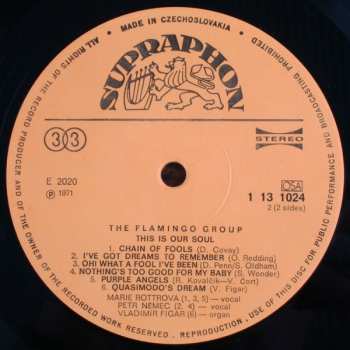 MADE IN CZECHOSLOVAKIA
ALL RIGHTS OF THE RECORD PRODUCER AND OF THE OWNER OF THE RECORDED WORK RESERVED. REPRODUCTION, USE OF THIS DISC FOR PUBLIC PERFORMANCE AND BROADCASTING PROHIBITED
SUPRAPHON
33
STEREO
E 2020
℗ 1971
OSA
1 13 1024
2 (2 sides)
THE FLAMINGO GROUP
THIS IS OUR SOUL
1. CHAIN OF FOOLS (D. Covay)
2. I'VE GOT DREAMS TO REMEMBER (O. Redding)
3. OH! WHAT A FOOL I'VE BEEN (D. Penn/S. Oldham)
4. NOTHING'S TOO GOOD FOR MY BABY (S. Wonder)
5. PURPLE ANGELS (R. Kovalčík—V. Čort)
6. QUASIMODO'S DREAM (V. Figar)
MARIE ROTTROVA (1, 3, 5)—vocal
PETR NĚMEC (2, 4)—vocal
VLADIMÍR FIGAR (6)—organ